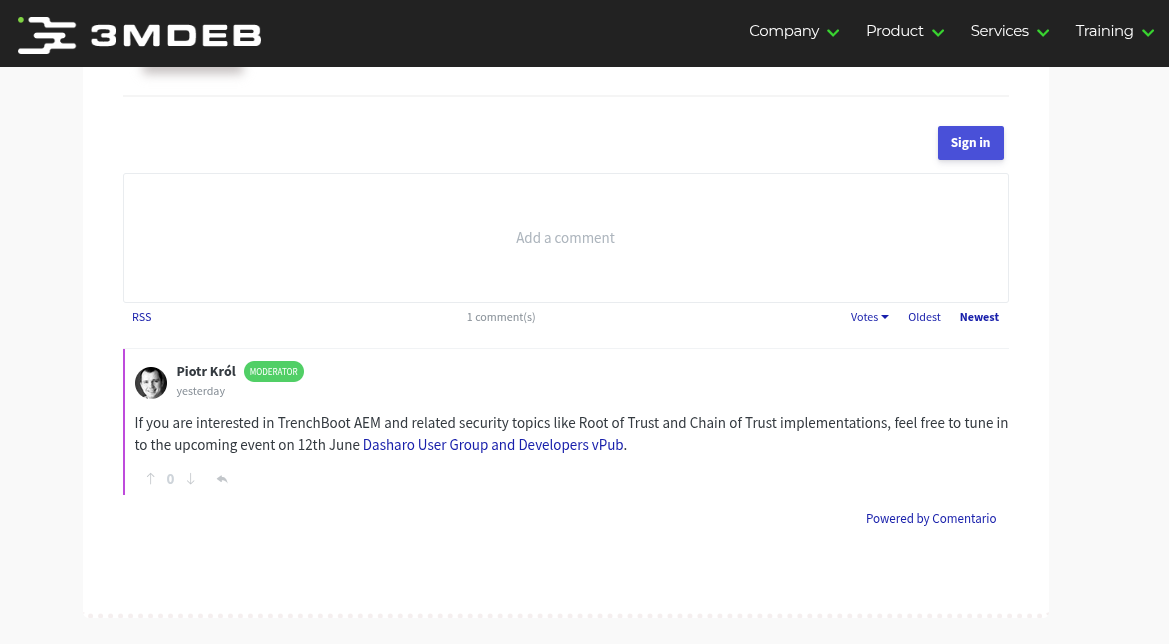 3MDEB
Company Product Services Training
Sign in
Add a comment
RSS 1 comment(s) Votes Oldest Newest
Piotr Król MODERATOR
yesterday
If you are interested in TrenchBoot AEM and related security topics like Root of Trust and Chain of Trust implementations, feel free to tune in
to the upcoming event on 12th June Dasharo User Group and Developers vPub.
0
Powered by Comentario